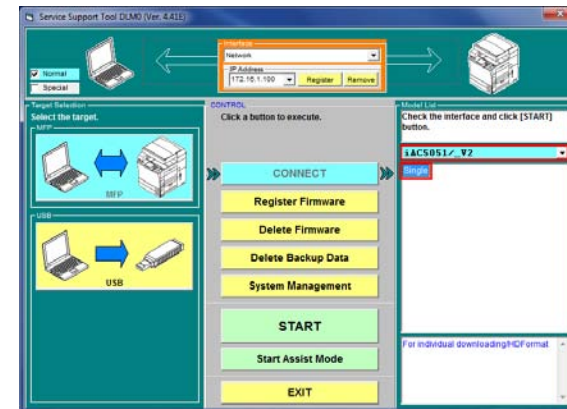 Service Support Tool DLM0 (Ver. 4.41E)
Normal
Special
Interface
Network
IP Address
172.16.1.100
Register
Remove
Target Selection
Select the target.
MFP
MFP
USB
USB
CONTROL
Click a button to execute.
CONNECT
Register Firmware
Delete Firmware
Delete Backup Data
System Management
START
Start Assist Mode
EXIT
Model List
Check the interface and click [START]
button.
iAC5051/_V2
Single
For individual downloading/HDFormat